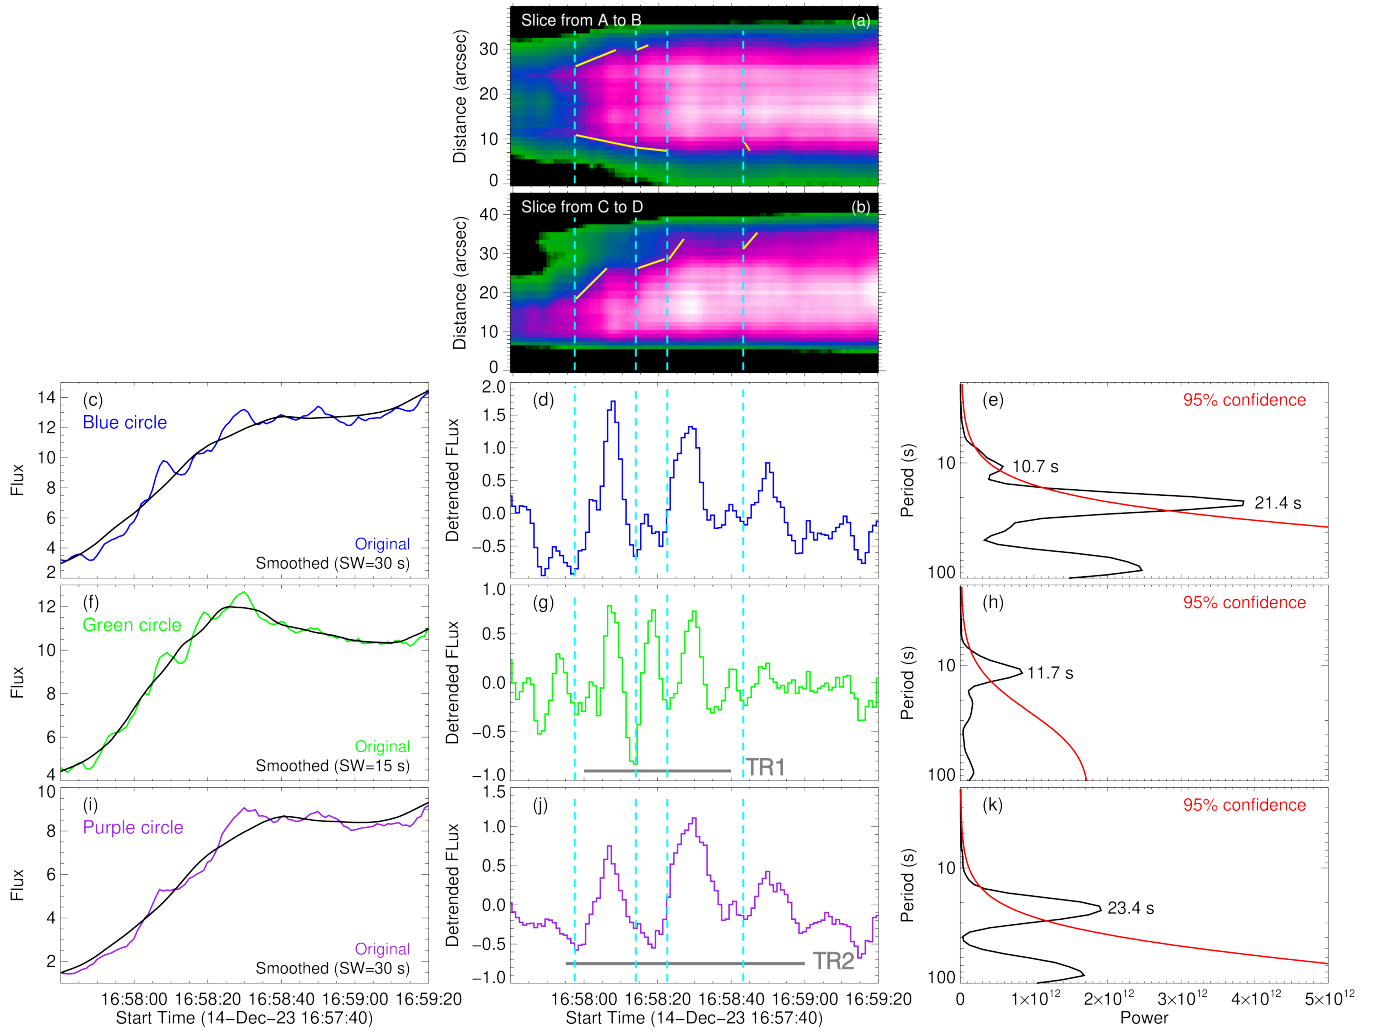 Slice from A to B
(a)
Distance (arcsec)
30
20
10
0
Slice from C to D
(b)
Distance (arcsec)
40
30
20
10
0
(c)
Blue circle
Original
Smoothed (SW=30 s)
Flux
14
12
10
8
6
4
2
(d)
Detrended FLux
2.0
1.5
1.0
0.5
0.0
−0.5
(e)
95% confidence
10.7 s
21.4 s
Period (s)
10
100
(f)
Green circle
Original
Smoothed (SW=15 s)
Flux
12
10
8
6
4
(g)
TR1
Detrended FLux
1.0
0.5
0.0
−0.5
−1.0
(h)
95% confidence
11.7 s
Period (s)
10
100
(i)
Purple circle
Original
Smoothed (SW=30 s)
Flux
10
8
6
4
2
16:58:00 16:58:20 16:58:40 16:59:00 16:59:20
Start Time (14−Dec−23 16:57:40)
(j)
TR2
Detrended FLux
1.5
1.0
0.5
0.0
−0.5
−1.0
16:58:00 16:58:20 16:58:40 16:59:00 16:59:20
Start Time (14−Dec−23 16:57:40)
(k)
95% confidence
23.4 s
Period (s)
10
100
0 1×10¹² 2×10¹² 3×10¹² 4×10¹² 5×10¹²
Power